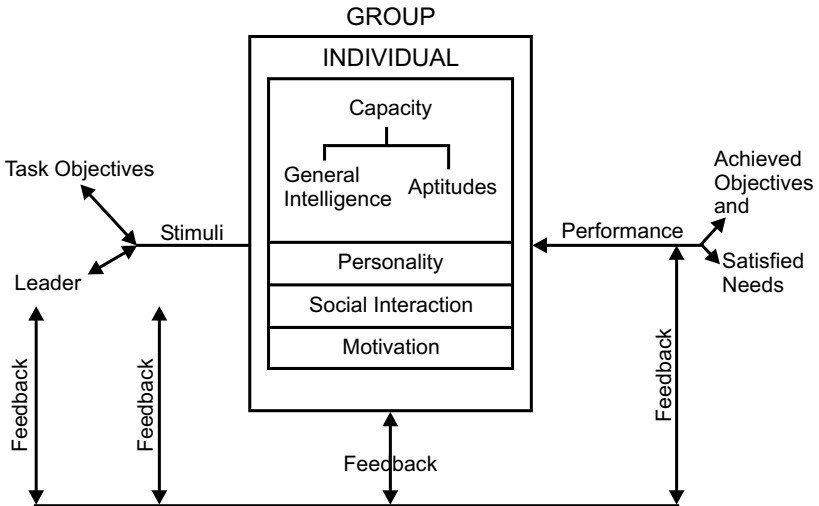 GROUP
INDIVIDUAL
Capacity
General
Intelligence
Aptitudes
Personality
Social Interaction
Motivation
Task Objectives
Stimuli
Leader
Performance
Achieved
Objectives
and
Satisfied
Needs
Feedback
Feedback
Feedback
Feedback